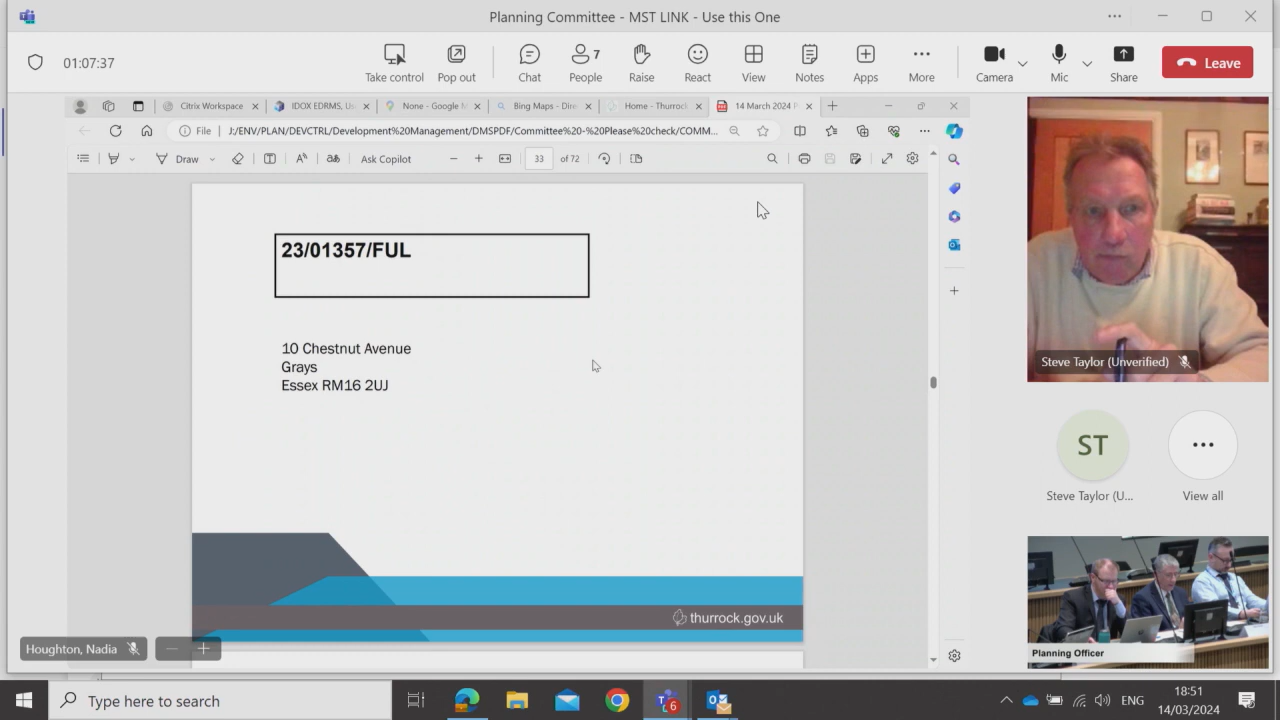 Planning Committee - MST LINK - Use this One
01:07:37
Take control
Pop out
Chat
7
People
Raise
React
View
Notes
Apps
More
Camera
Mic
Share
Leave
Citrix Workspace
IDOX EDRMS, Us
None - Google M
Bing Maps - Dire
Home - Thurroc
14 March 2024 P
File
J:/ENV/PLAN/DEVCTRL/Development%20Management/DMSPDF/Committee%20-%20Please%20check/COMM...
Draw
Ask Copilot
33
of 72
23/01357/FUL
10 Chestnut Avenue
Grays
Essex RM16 2UJ
thurrock.gov.uk
Houghton, Nadia
Steve Taylor (Unverified)
ST
Steve Taylor (U...
View all
Planning Officer
Type here to search
6
ENG
18:51
14/03/2024